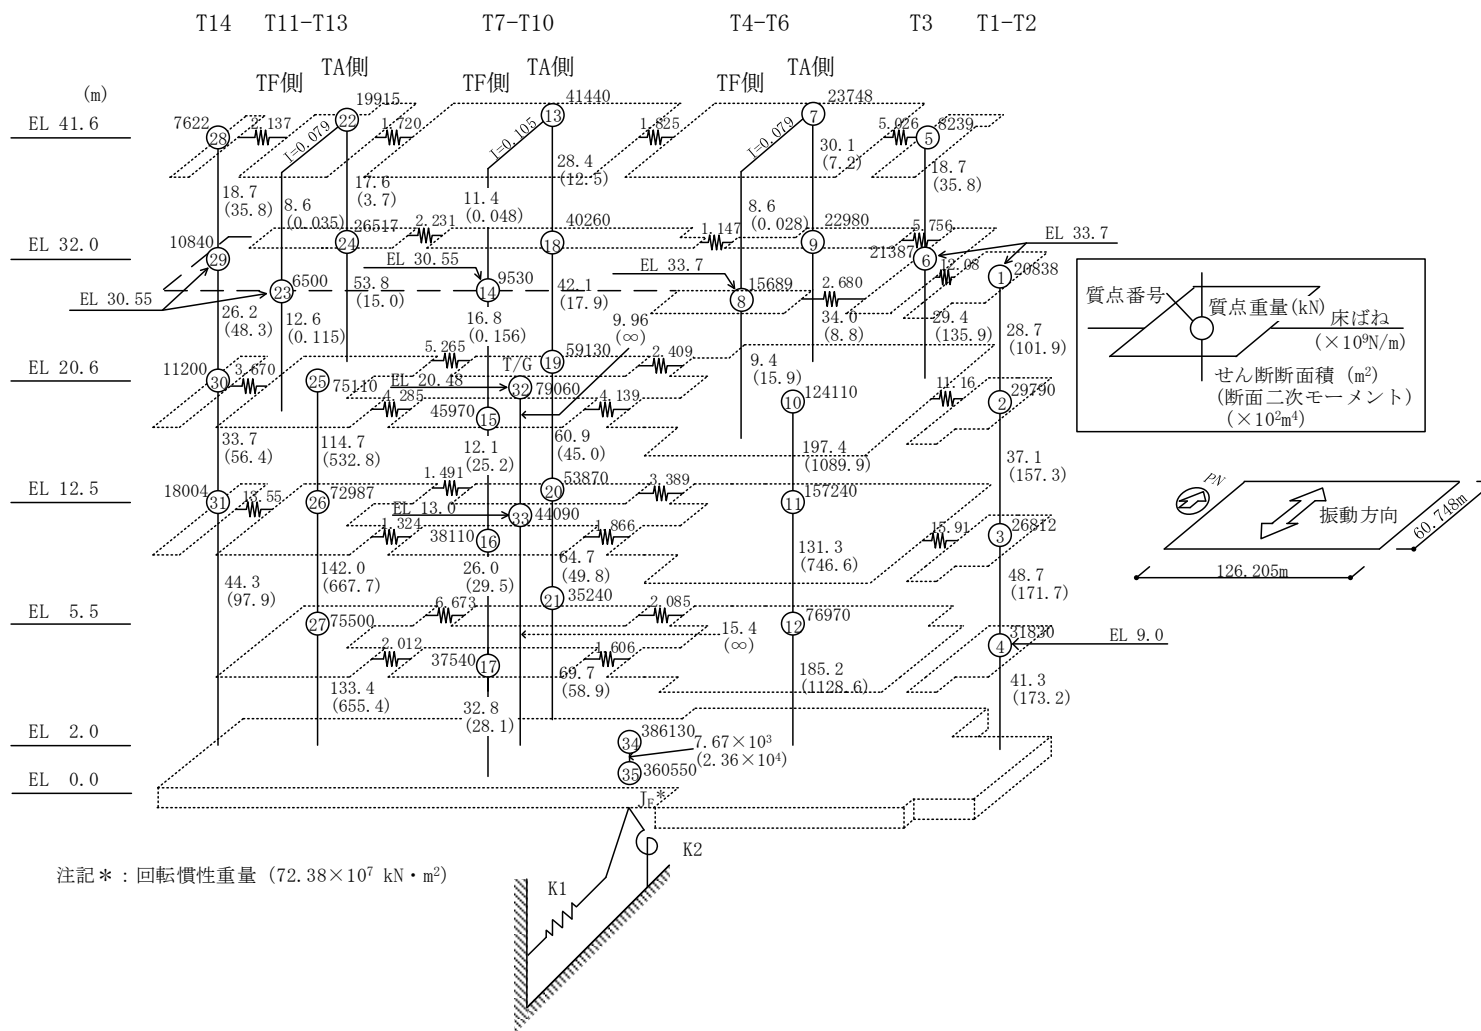 T14 T11-T13 T7-T10 T4-T6 T3 T1-T2
TF側 TA側 TF側 TA側 TF側 TA側
(m)
EL 41.6
7622 28 2.137 19915 22 1.720 41440 13 1.825 23748 7 5.026 8239 5
I=0.079 I=0.105 I=0.079
18.7
(35.8)
8.6
(0.035)
17.6
(3.7)
11.4
(0.048)
28.4
(12.5)
8.6
(0.028)
30.1
(7.2)
18.7
(35.8)
EL 32.0
10840 29 26517 24 2.231 40260 18 1.147 22980 9 5.756 21387 6 EL 33.7
12.08 20838 1
EL 30.55 6500 23 EL 30.55 9530 14 EL 33.7 15689 8 2.680
26.2
(48.3)
12.6
(0.115)
53.8
(15.0)
16.8
(0.156)
42.1
(17.9)
9.96
(∞)
9.4
(15.9)
34.0
(8.8)
29.4
(135.9)
28.7
(101.9)
EL 20.6
11200 30 3.670 25 75110 5.265 59130 19 2.409
T/G
EL 20.48 32 79060
4.285 45970 15 4.139 124110 10 11.16 29790 2
33.7
(56.4)
114.7
(532.8)
12.1
(25.2)
60.9
(45.0)
197.4
(1089.9)
37.1
(157.3)
EL 12.5
18004 31 13.55 26 72987 1.491 53870 20 3.389 157240 11
EL 13.0 33 44090
1.324 38110 16 1.866 15.91 26812 3
44.3
(97.9)
142.0
(667.7)
26.0
(29.5)
64.7
(49.8)
131.3
(746.6)
48.7
(171.7)
EL 5.5
27 75500 6.673 21 35240 2.085 12 76970
15.4
(∞)
2.012 37540 17 1.606 31830 4 EL 9.0
133.4
(655.4)
32.8
(28.1)
69.7
(58.9)
185.2
(1128.6)
41.3
(173.2)
EL 2.0
34 386130
7.67×10³
(2.36×10⁴)
EL 0.0
35 360550
J_E*
K2
K1
注記＊：回転慣性重量 (72.38×10⁷ kN・m²)
質点番号
質点重量(kN)
床ばね
(×10⁹N/m)
せん断断面積 (m²)
(断面二次モーメント)
(×10²m⁴)
PN
振動方向
60.748m
126.205m